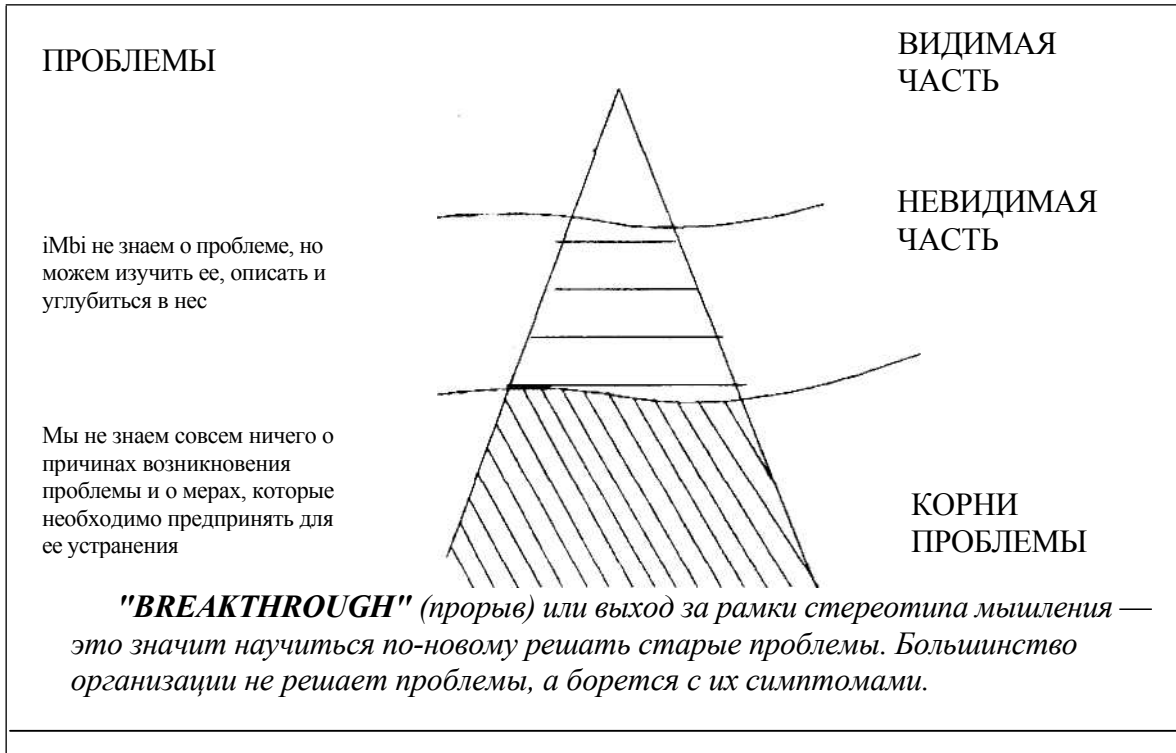 ПРОБЛЕМЫ
ВИДИМАЯ
ЧАСТЬ
НЕВИДИМАЯ
ЧАСТЬ
iMbi не знаем о проблеме, но
можем изучить ее, описать и
углубиться в нес
Мы не знаем совсем ничего о
причинах возникновения
проблемы и о мерах, которые
необходимо предпринять для
ее устранения
КОРНИ
ПРОБЛЕМЫ
"BREAKTHROUGH" (прорыв) или выход за рамки стереотипа мышления —
это значит научиться по-новому решать старые проблемы. Большинство
организации не решает проблемы, а борется с их симптомами.